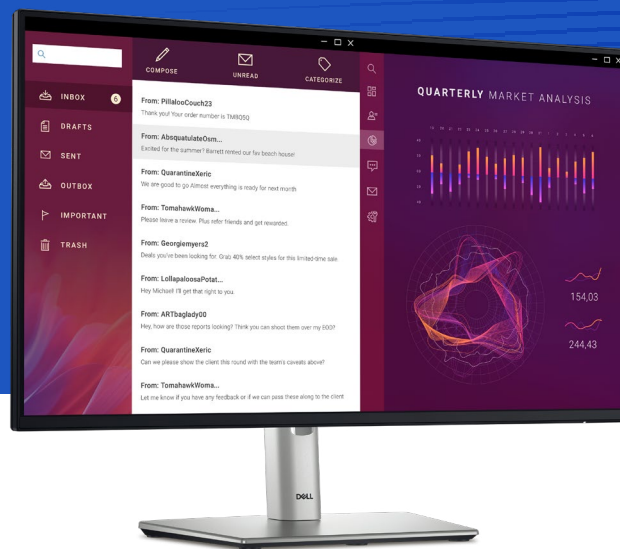 COMPOSE
UNREAD
CATEGORIZE
INBOX 6
DRAFTS
SENT
OUTBOX
IMPORTANT
TRASH
From: PillalooCouch23
Thank you! Your order number is TM8Q5Q
From: AbsquatulateOsm...
Excited for the summer? Barrett rented our fav beach house!
From: QuarantineXeric
We are good to go Almost everything is ready for next month
From: TomahawkWoma...
Please leave a review. Plus refer friends and get rewarded.
From: Georgiemyers2
Deals you've been looking for. Grab 40% select styles for this limited-time sale
From: LollapaloosaPotat...
Hey Michael! I'll get that right to you.
From: ARTbaglady00
Hey, how are those reports looking? Think you can shoot them over my EOD?
From: QuarantineXeric
Can we please show the client this round with the team's caveats above?
From: TomahawkWoma...
Let me know if you have any feedback or if we can pass these along to the client
QUARTERLY MARKET ANALYSIS
154,03
244,43
DELL